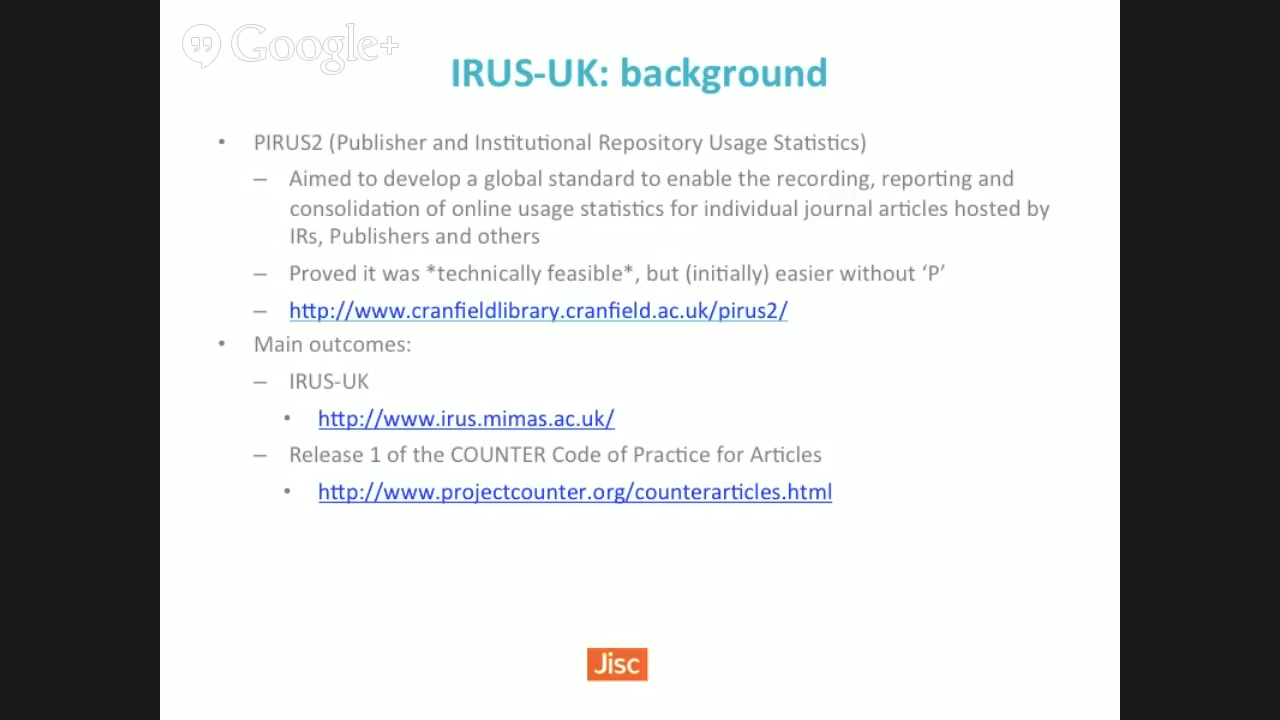 Google+
IRUS-UK: background
• PIRUS2 (Publisher and Institutional Repository Usage Statistics)
– Aimed to develop a global standard to enable the recording, reporting and
consolidation of online usage statistics for individual journal articles hosted by
IRs, Publishers and others
– Proved it was *technically feasible*, but (initially) easier without ‘P’
– http://www.cranfieldlibrary.cranfield.ac.uk/pirus2/
• Main outcomes:
– IRUS-UK
• http://www.irus.mimas.ac.uk/
– Release 1 of the COUNTER Code of Practice for Articles
• http://www.projectcounter.org/counterarticles.html
Jisc